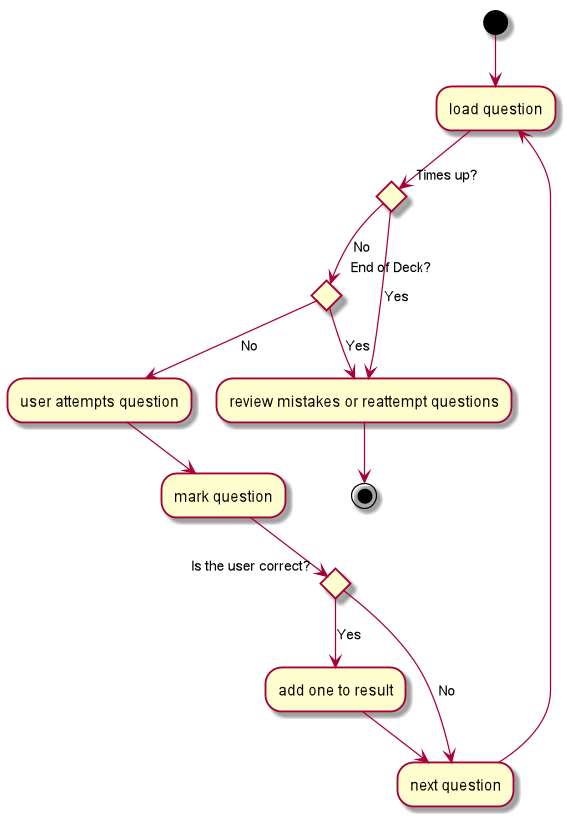 load question
Times up?
No
End of Deck?
Yes
No
Yes
user attempts question
review mistakes or reattempt questions
mark question
Is the user correct?
Yes
add one to result
No
next question